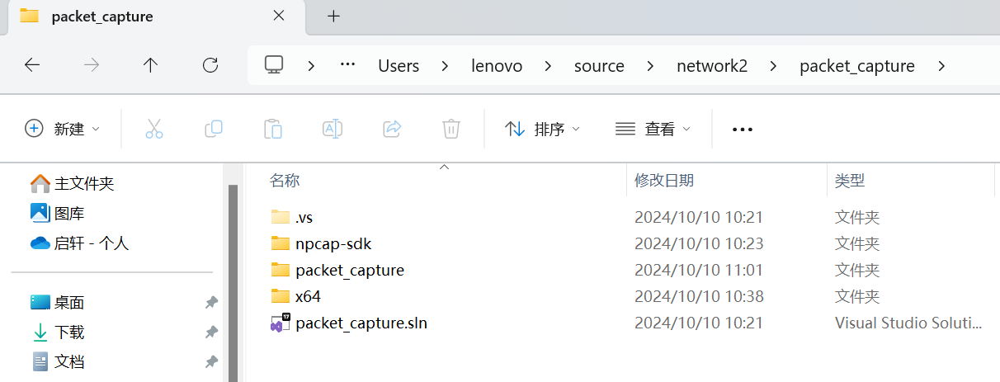 packet_capture
Users lenovo source network2 packet_capture
新建 排序 查看
主文件夹
图库
启轩 - 个人
桌面
下载
文档
名称 修改日期 类型
.vs 2024/10/10 10:21 文件夹
npcap-sdk 2024/10/10 10:23 文件夹
packet_capture 2024/10/10 11:01 文件夹
x64 2024/10/10 10:38 文件夹
packet_capture.sln 2024/10/10 10:21 Visual Studio Soluti...